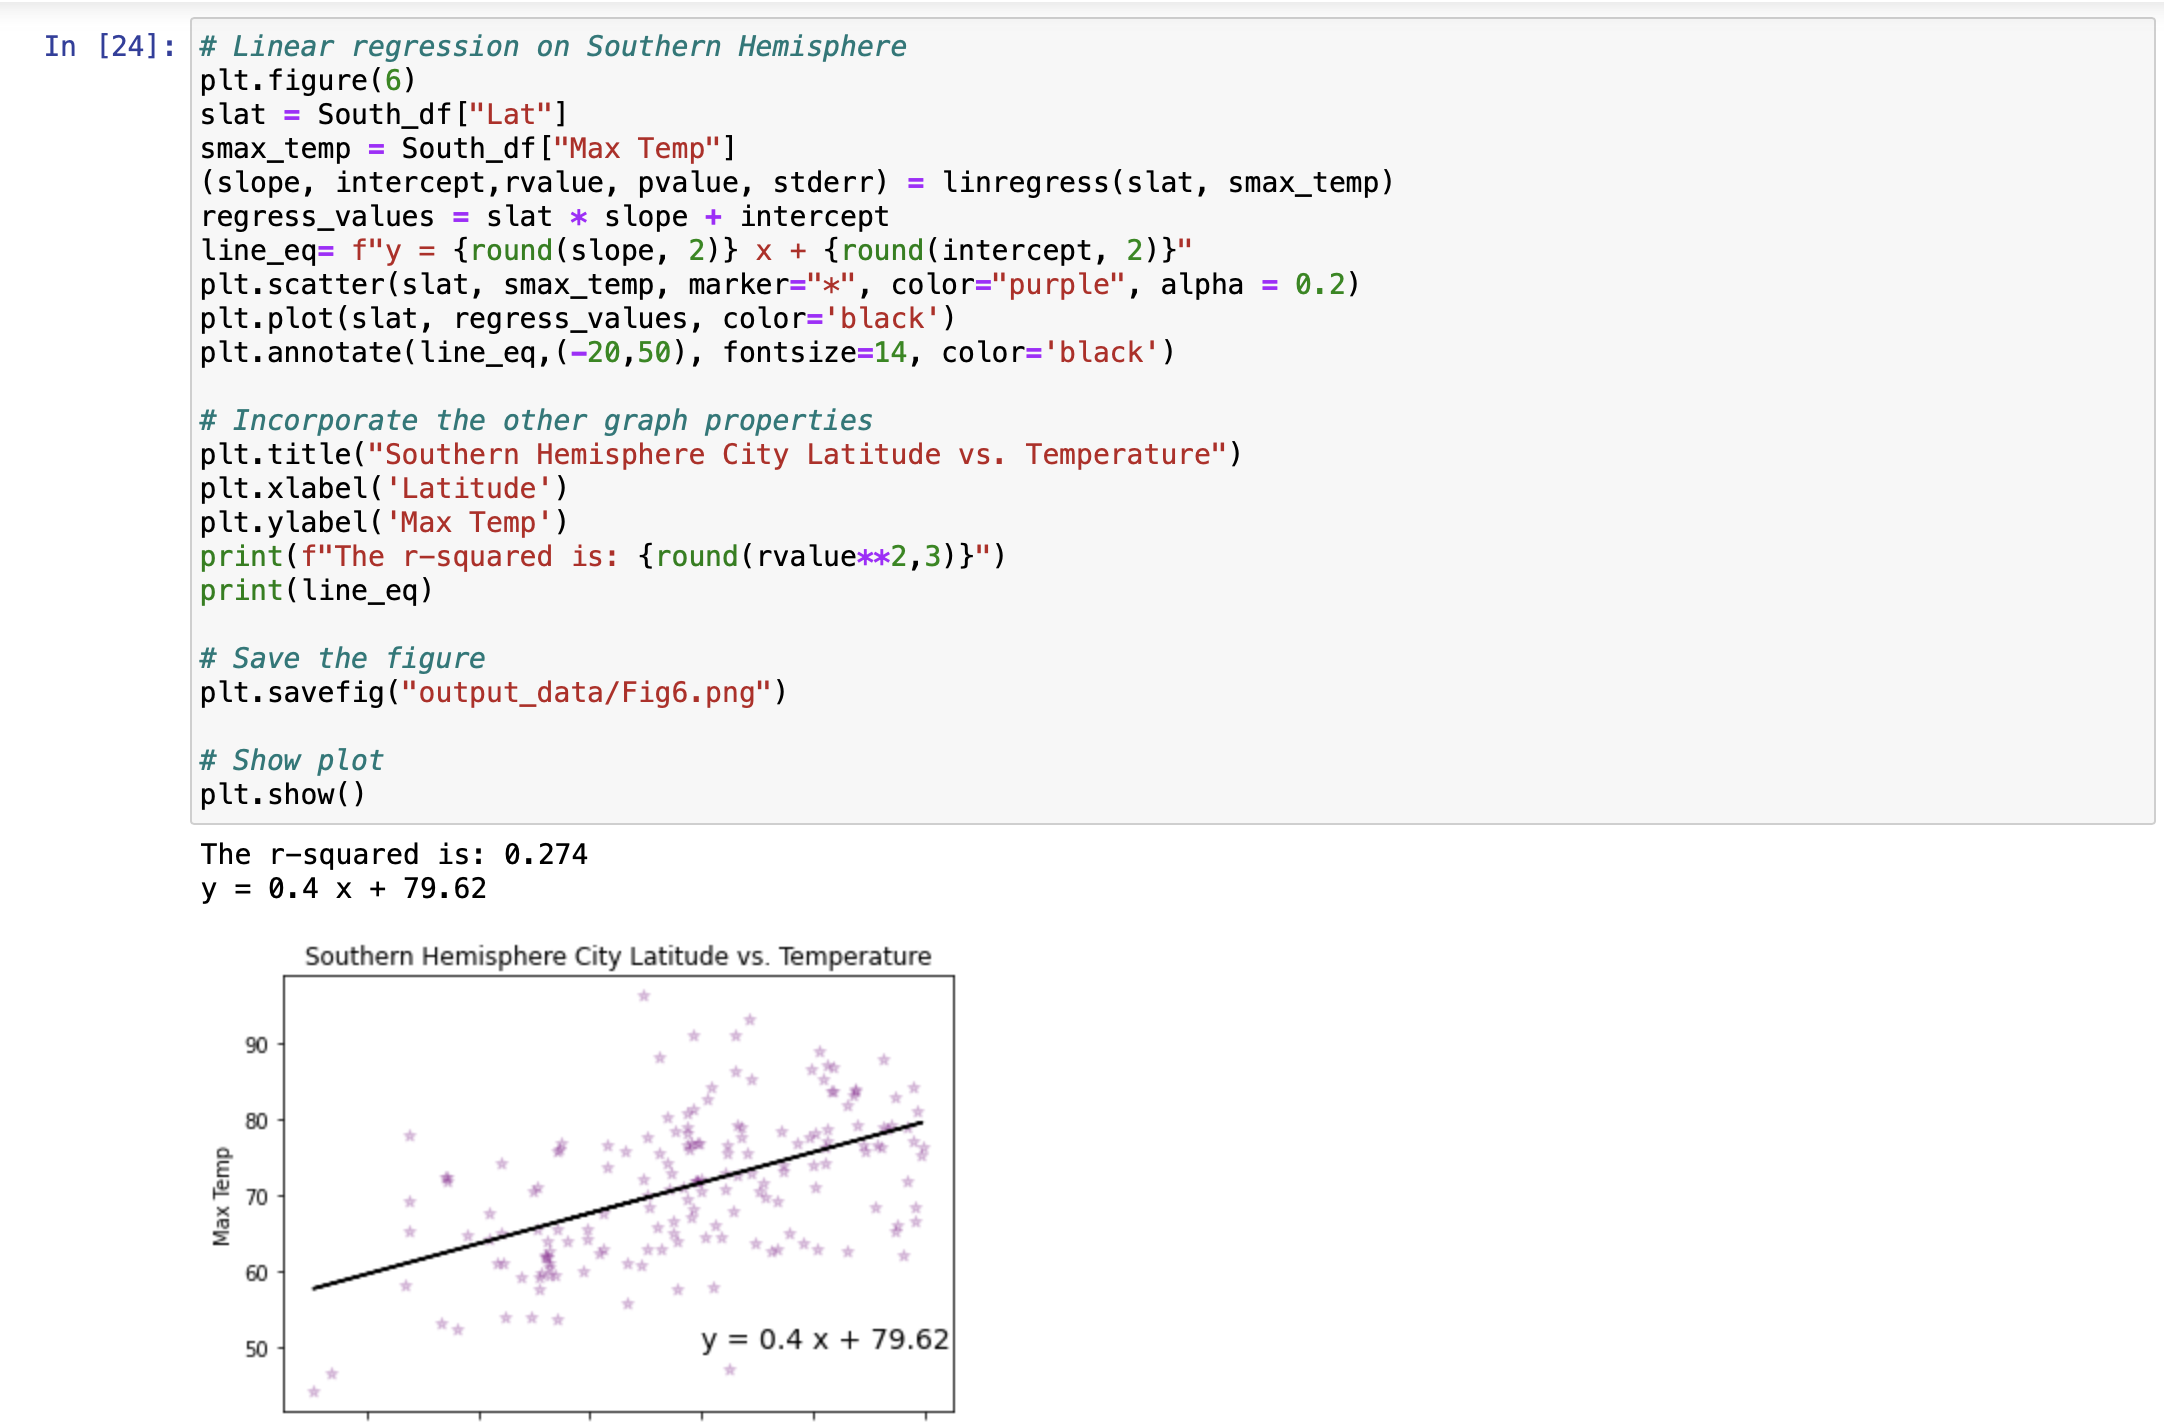 In [24]:
# Linear regression on Southern Hemisphere
plt.figure(6)
slat = South_df["Lat"]
smax_temp = South_df["Max Temp"]
(slope, intercept,rvalue, pvalue, stderr) = linregress(slat, smax_temp)
regress_values = slat * slope + intercept
line_eq= f"y = {round(slope, 2)} x + {round(intercept, 2)}"
plt.scatter(slat, smax_temp, marker="*", color="purple", alpha = 0.2)
plt.plot(slat, regress_values, color='black')
plt.annotate(line_eq,(-20,50), fontsize=14, color='black')

# Incorporate the other graph properties
plt.title("Southern Hemisphere City Latitude vs. Temperature")
plt.xlabel('Latitude')
plt.ylabel('Max Temp')
print(f"The r-squared is: {round(rvalue**2,3)}")
print(line_eq)

# Save the figure
plt.savefig("output_data/Fig6.png")

# Show plot
plt.show()
The r-squared is: 0.274
y = 0.4 x + 79.62
Southern Hemisphere City Latitude vs. Temperature
90
80
70
60
50
Max Temp
y = 0.4 x + 79.62